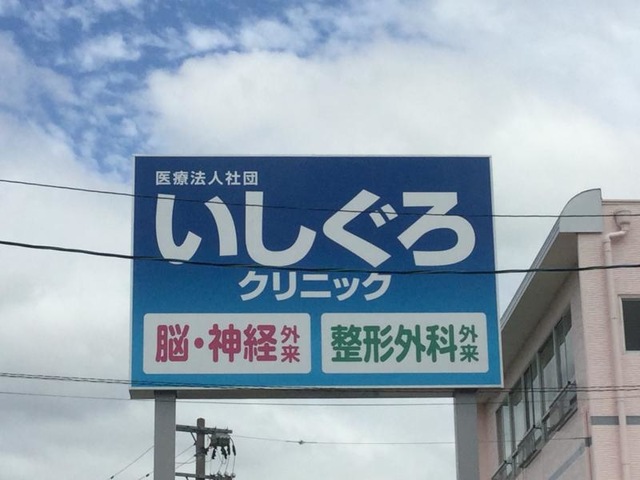 医療法人社団
いしぐろ
クリニック
脳・神経外来
整形外科外来